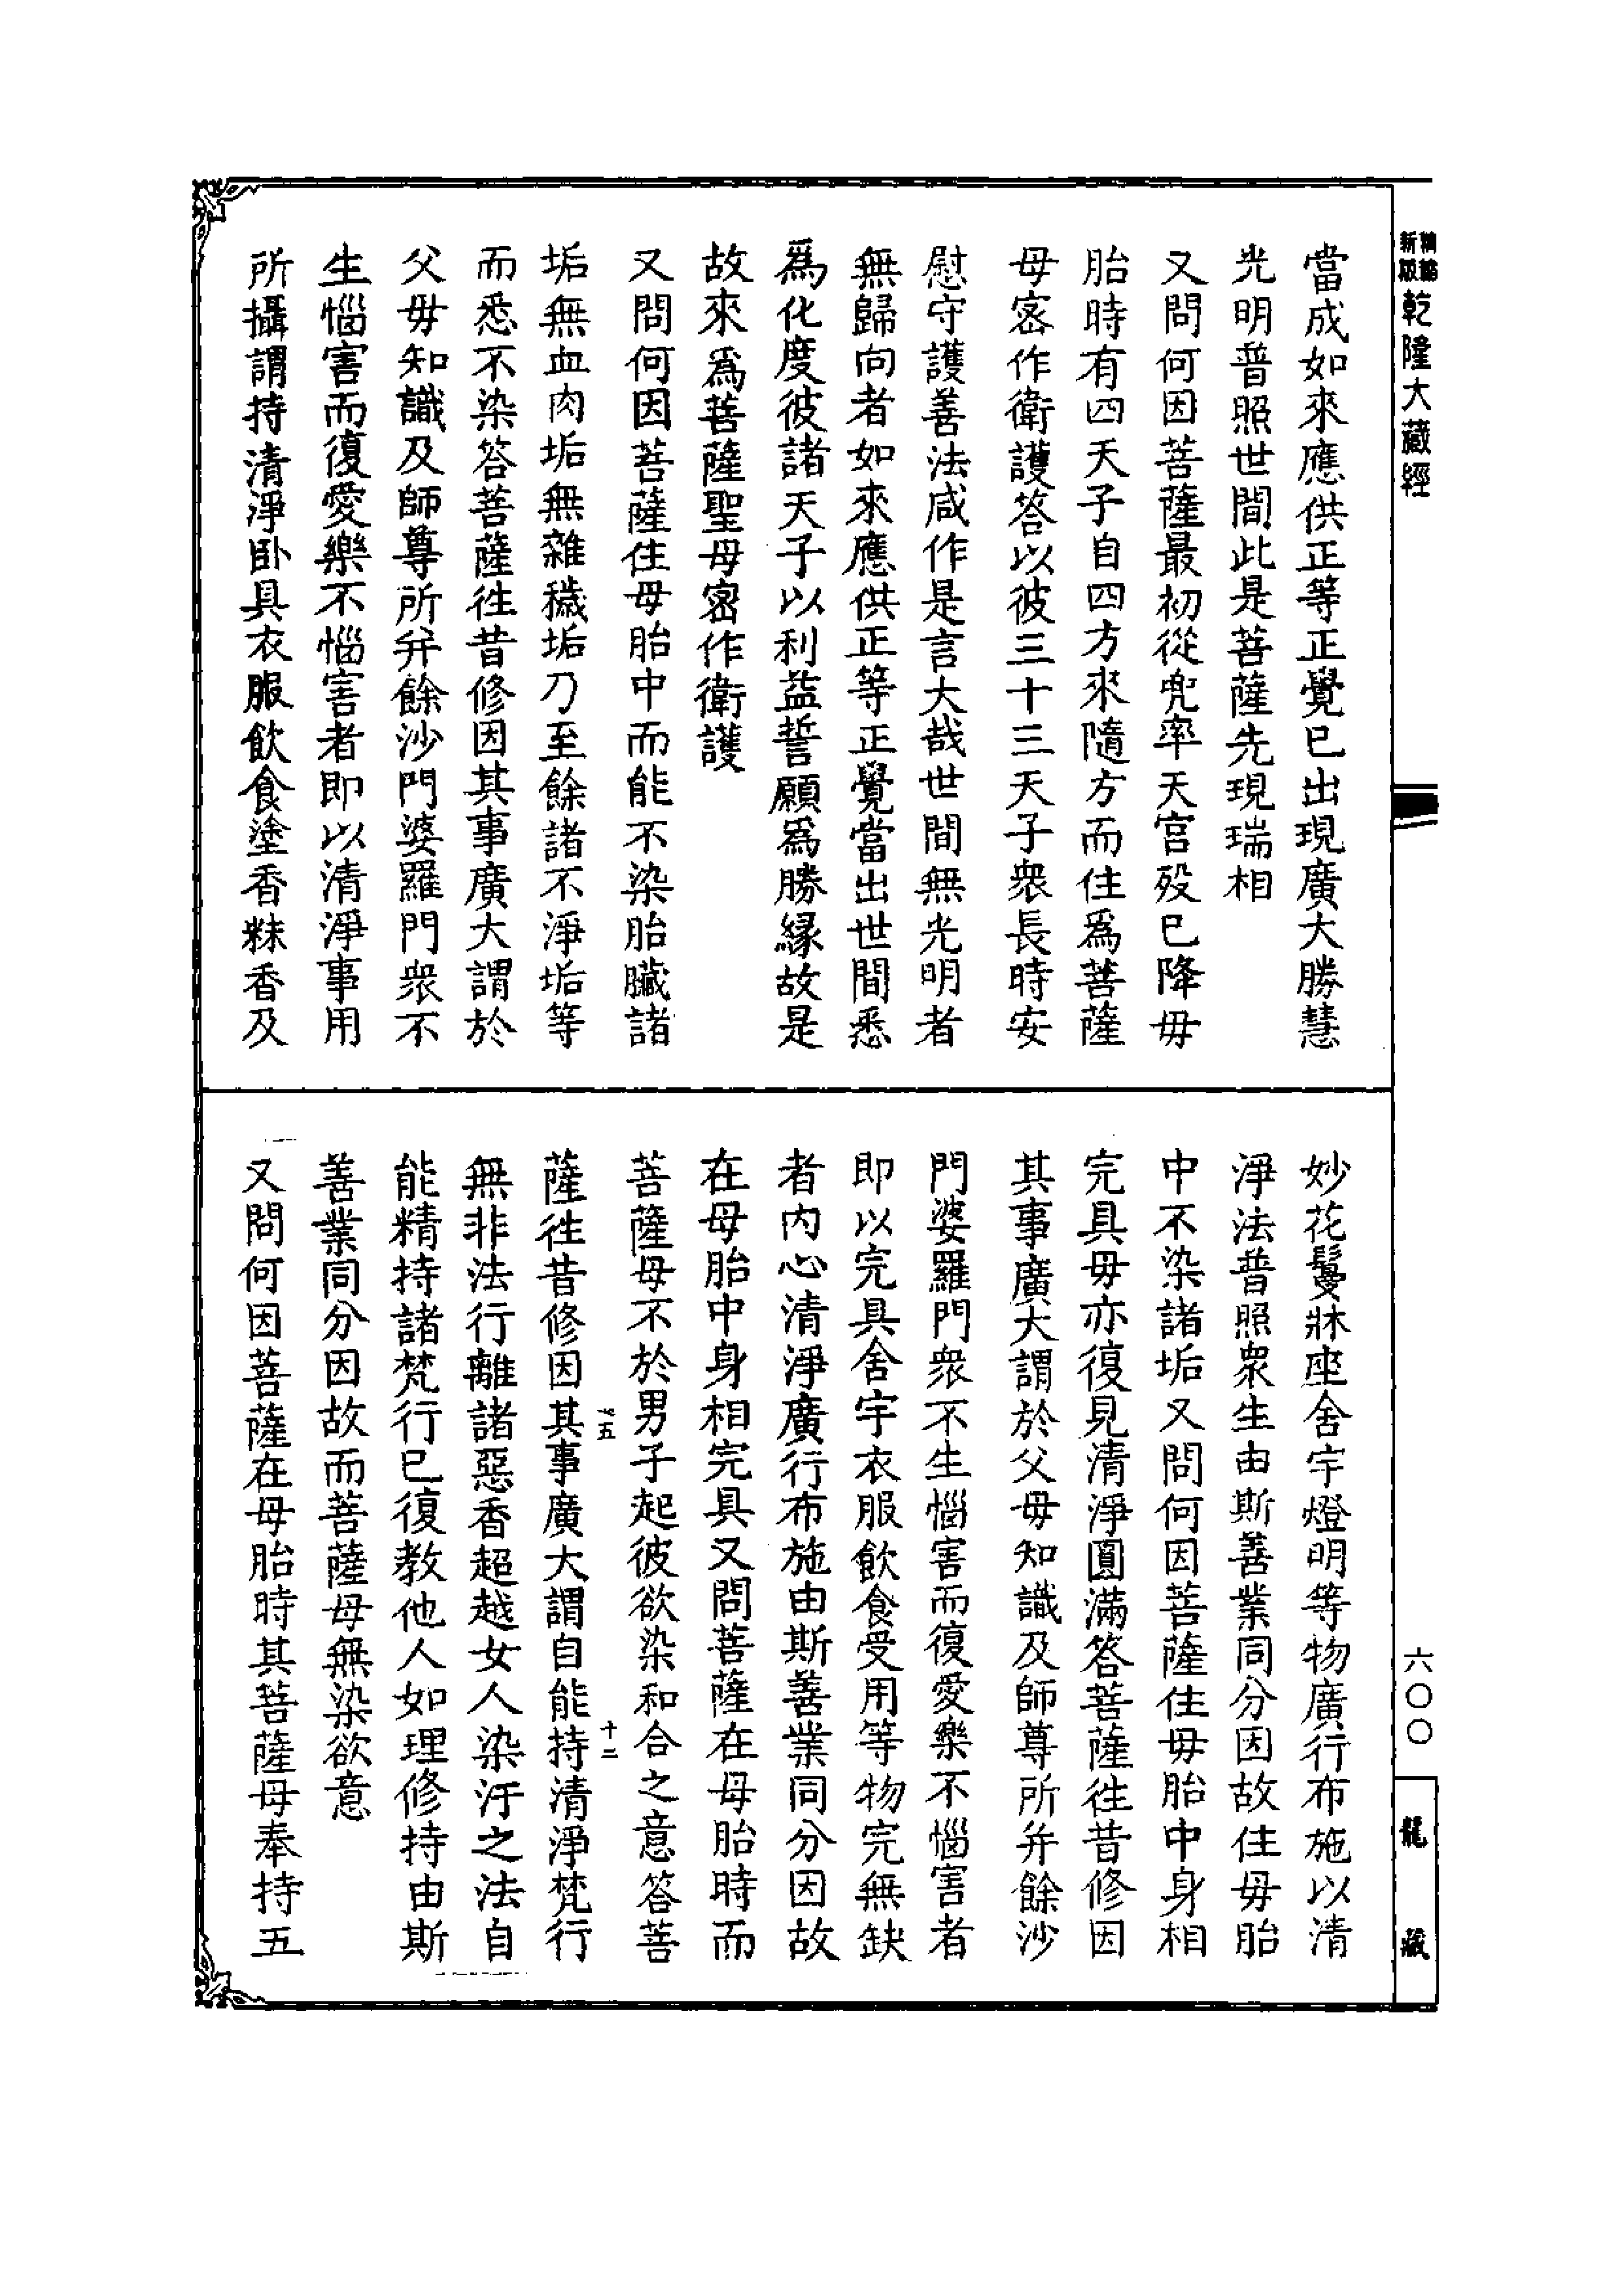 新版
乾隆大藏經
當成如來應供正等正覺已出現廣大勝慧
光明普照世間此是菩薩先現瑞相
又問何因菩薩最初從兜率天宮歿已降母
胎時有四天子自四方來隨方而住爲菩薩
母密作衛護答以彼三十三天子衆長時安
慰守護善法咸作是言大哉世間無光明者
無歸向者如來應供正等正覺當出世間悉
爲化度彼諸天子以利益誓願爲勝緣故是
故來爲菩薩聖母密作衛護
又問何因菩薩住母胎中而能不染胎臟諸
垢無血肉垢無雜穢垢乃至餘諸不淨垢等
而悉不染答菩薩往昔修因其事廣大謂於
父母知識及師尊所并餘沙門婆羅門衆不
生惱害而復愛樂不惱害者即以清淨事用
所攝謂持清淨臥具衣服飲食塗香粖香及
妙花鬘牀座舍宇燈明等物廣行布施以清
淨法普照衆生由斯善業同分因故住母胎
中不染諸垢又問何因菩薩住母胎中身相
完具母亦復見清淨圓滿答菩薩往昔修因
其事廣大謂於父母知識及師尊所并餘沙
門婆羅門衆不生惱害而復愛樂不惱害者
即以完具舍宇衣服飲食受用等物完無缺
者內心清淨廣行布施由斯善業同分因故
在母胎中身相完具又問菩薩在母胎時而
菩薩母不於男子起彼欲染和合之意答菩
薩往昔修因其事廣大謂自能持清淨梵行
無非法行離諸惡香超越女人染汙之法自
能精持諸梵行已復教他人如理修持由斯
善業同分因故而菩薩母無染欲意
又問何因菩薩在母胎時其菩薩母奉持五
五
十二
六〇〇
龍藏